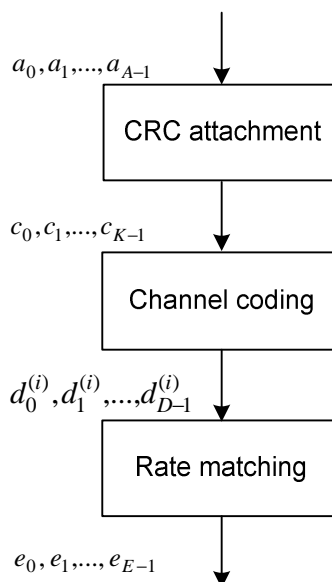 a_0, a_1, ..., a_{A-1}
CRC attachment
c_0, c_1, ..., c_{K-1}
Channel coding
d_0^{(i)}, d_1^{(i)}, ..., d_{D-1}^{(i)}
Rate matching
e_0, e_1, ..., e_{E-1}